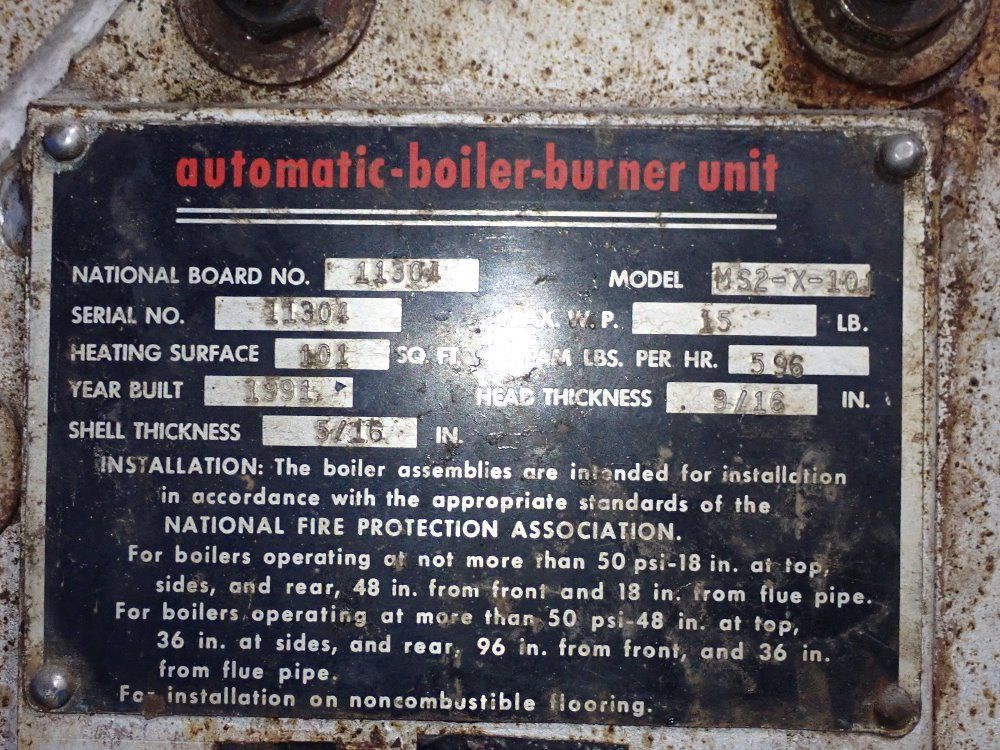 automatic-boiler-burner unit
NATIONAL BOARD NO. 11304 MODEL MS2-X-101
SERIAL NO. 11304 MAX. W. P. 15 LB.
HEATING SURFACE 101 SQ. FT. STEAM LBS. PER HR. 596
YEAR BUILT 1991 HEAD THICKNESS 9/16 IN.
SHELL THICKNESS 5/16 IN.
INSTALLATION: The boiler assemblies are intended for installation
in accordance with the appropriate standards of the
NATIONAL FIRE PROTECTION ASSOCIATION.
For boilers operating at not more than 50 psi-18 in. at top,
sides, and rear, 48 in. from front and 18 in. from flue pipe.
For boilers operating at more than 50 psi-48 in. at top,
36 in. at sides, and rear, 96 in. from front, and 36 in.
from flue pipe.
For installation on noncombustible flooring.